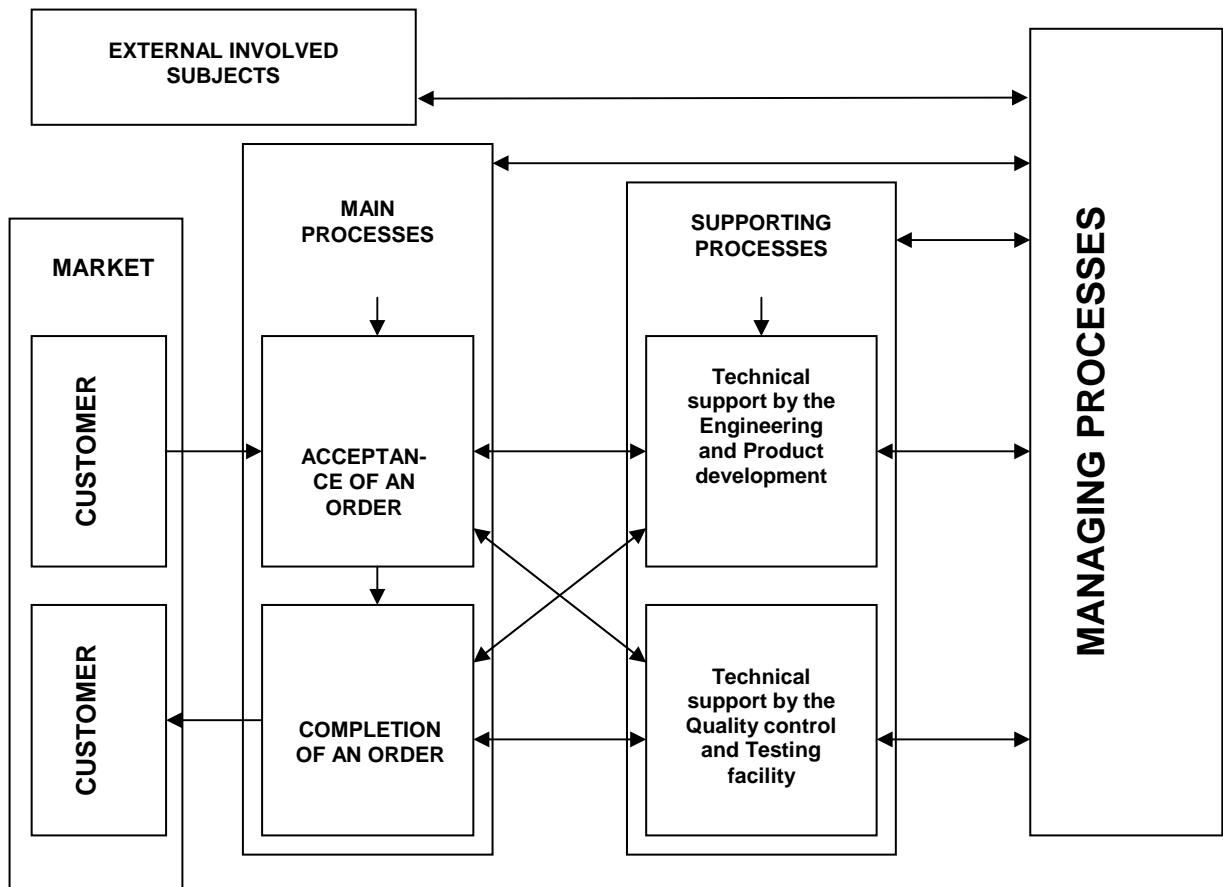 EXTERNAL INVOLVED
SUBJECTS
MAIN
PROCESSES
SUPPORTING
PROCESSES
MARKET
MANAGING PROCESSES
CUSTOMER
ACCEPTAN-
CE OF AN
ORDER
Technical
support by the
Engineering
and Product
development
CUSTOMER
COMPLETION
OF AN ORDER
Technical
support by the
Quality control
and Testing
facility